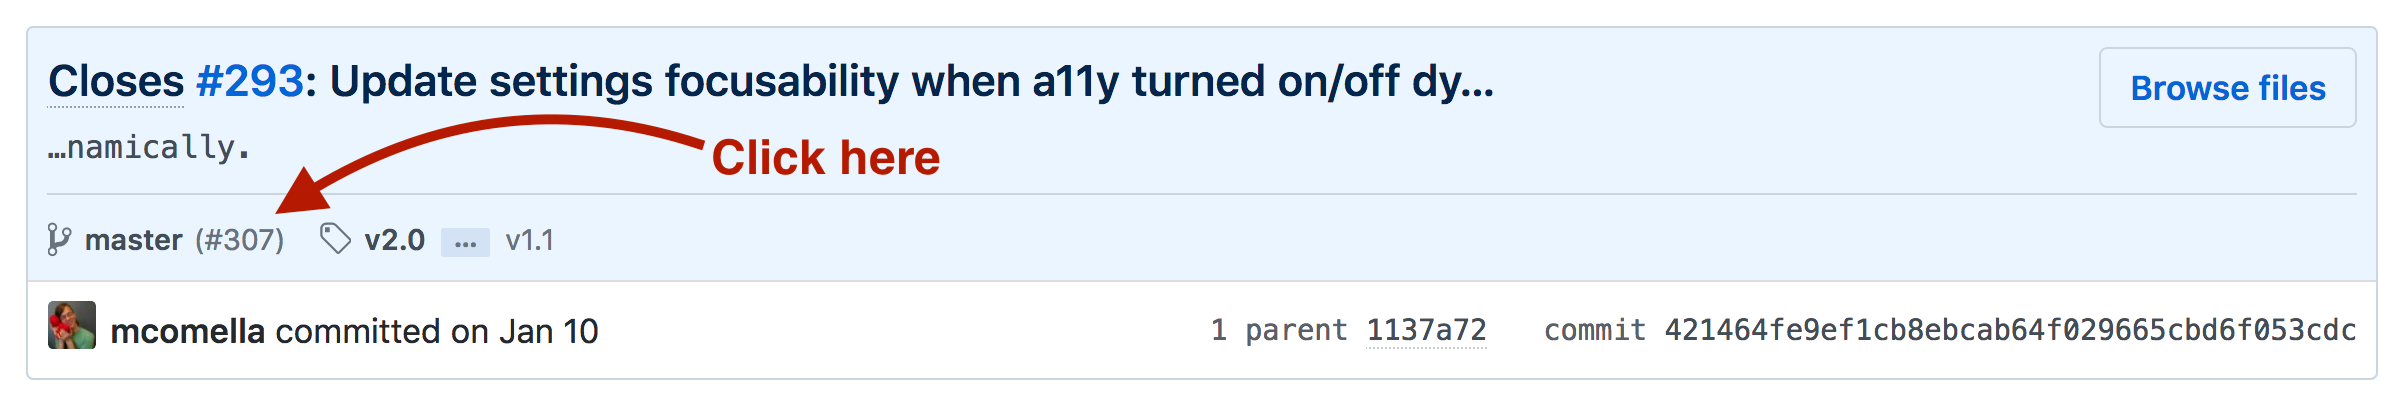 Closes #293: Update settings focusability when a11y turned on/off dy...
Browse files
…namically.
Click here
master (#307) v2.0 ... v1.1
mcomella committed on Jan 10
1 parent 1137a72 commit 421464fe9ef1cb8ebcab64f029665cbd6f053cdc